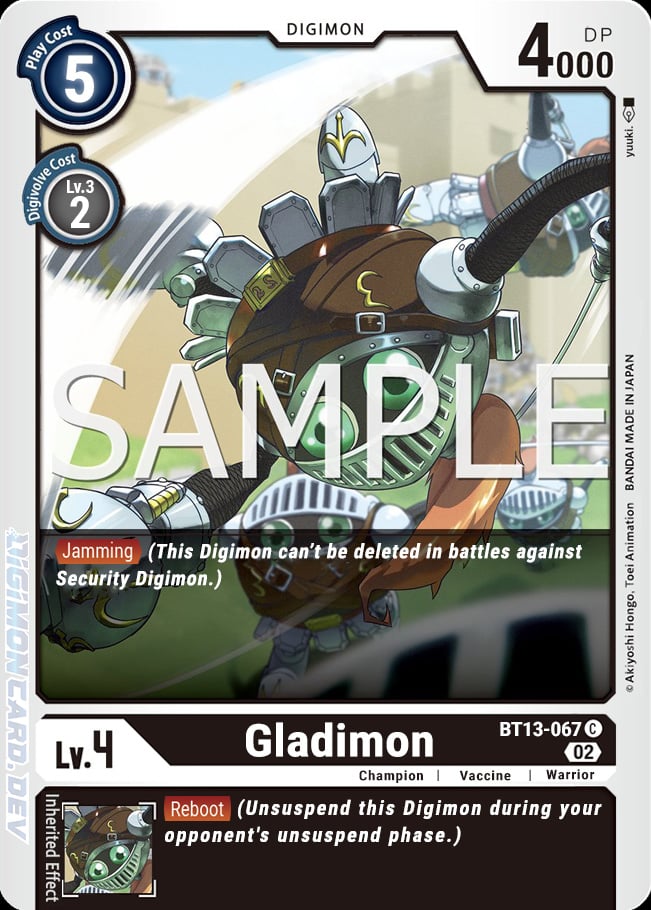 DIGIMON
Play Cost
5
DP
4000
Digivolve Cost
Lv.3
2
yuuki.
SAMPLE
Jamming (This Digimon can't be deleted in battles against
Security Digimon.)
© Akiyoshi Hongo, Toei Animation BANDAI MADE IN JAPAN
DIGIMONCARD.DEV
Lv.4
Gladimon
BT13-067 C
02
Champion | Vaccine | Warrior
Inherited Effect
Reboot (Unsuspend this Digimon during your
opponent's unsuspend phase.)